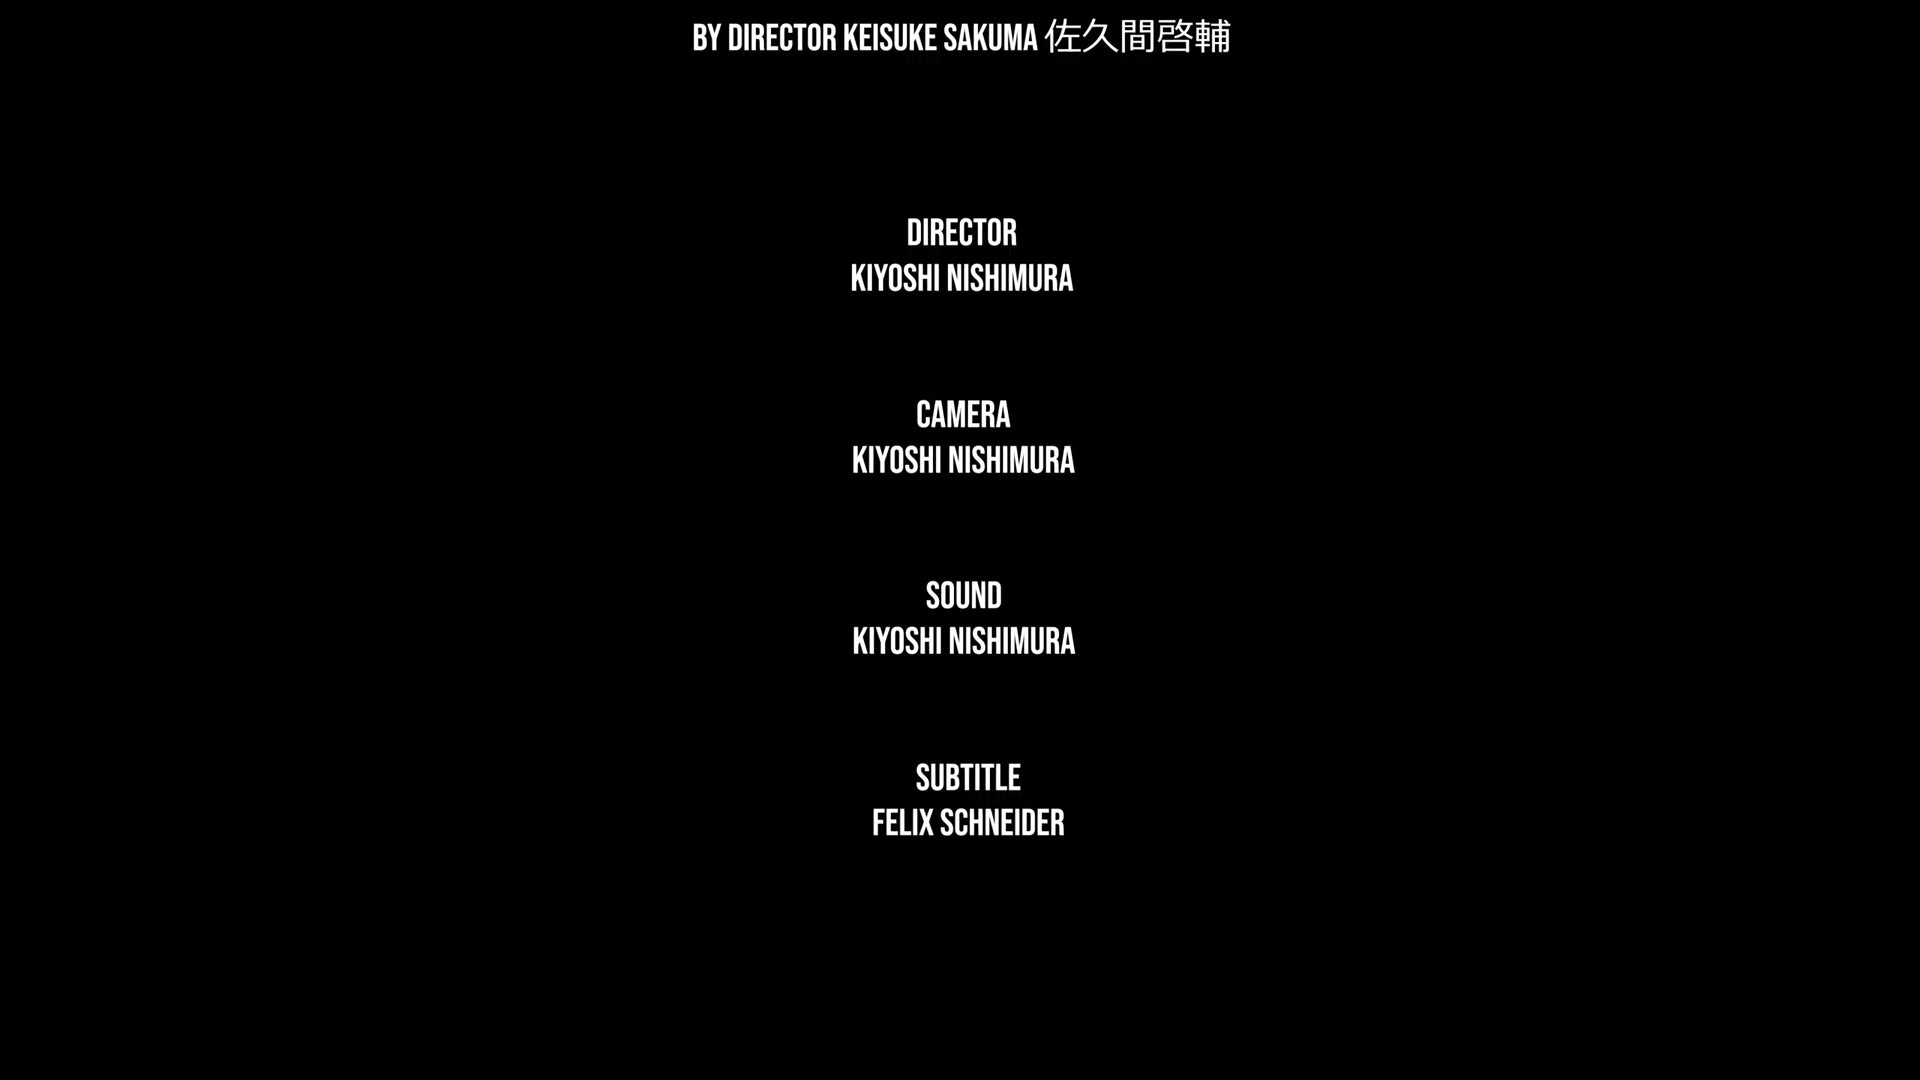 BY DIRECTOR KEISUKE SAKUMA 佐久間啓輔
DIRECTOR
KIYOSHI NISHIMURA
CAMERA
KIYOSHI NISHIMURA
SOUND
KIYOSHI NISHIMURA
SUBTITLE
FELIX SCHNEIDER